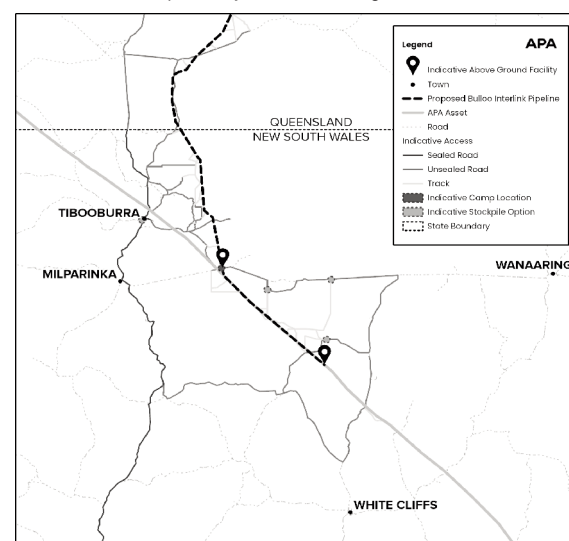 Legend
APA
Indicative Above Ground Facility
Town
Proposed Bulloo Interlink Pipeline
APA Asset
Road
Indicative Access
Sealed Road
Unsealed Road
Track
Indicative Camp Location
Indicative Stockpile Option
State Boundary
QUEENSLAND
NEW SOUTH WALES
TIBOOBURRA
MILPARINKA
WANAARING
WHITE CLIFFS